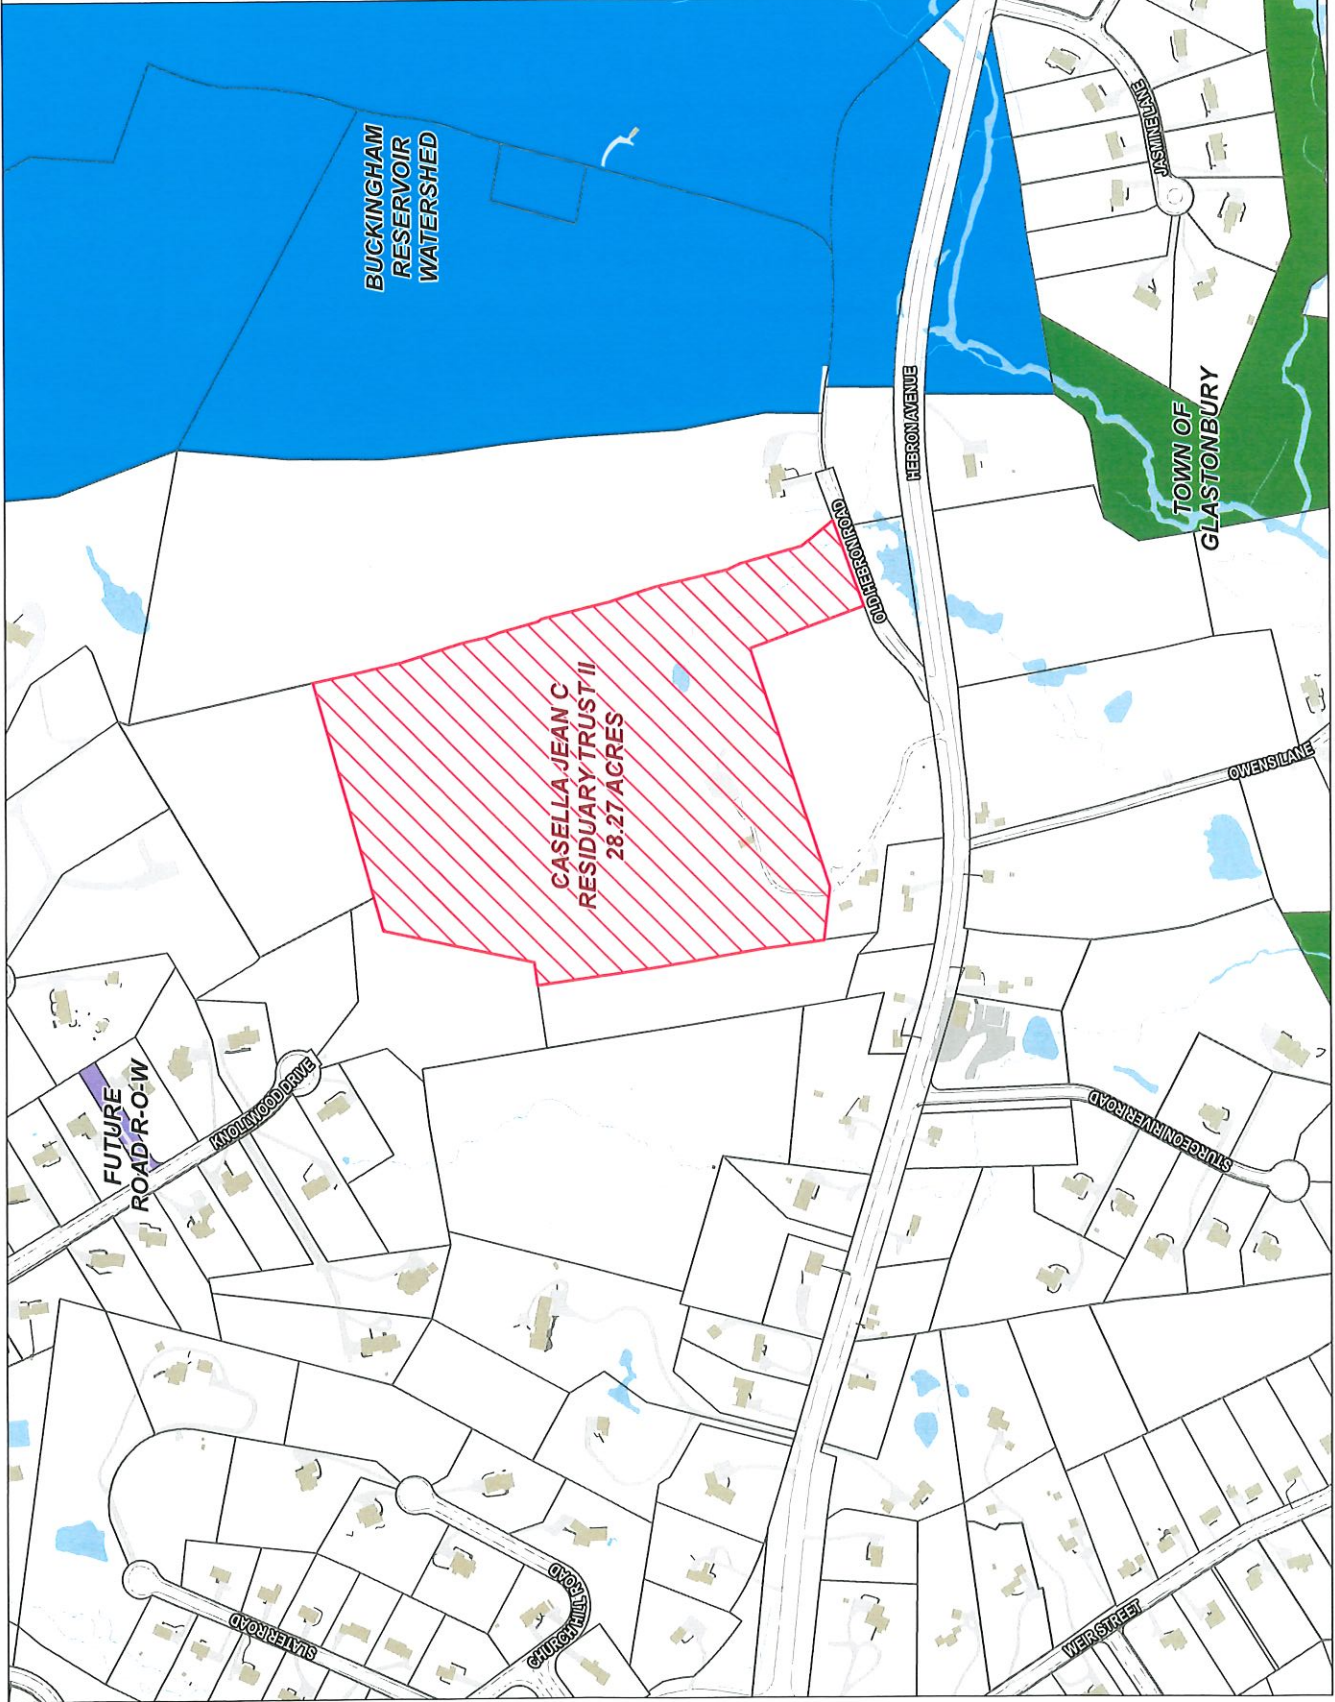 BUCKINGHAM
RESERVOIR
WATERSHED
JASMINE LANE
HEBRON AVENUE
TOWN OF
GLASTONBURY
OLD HEBRON ROAD
CASELLA JEAN C
RESIDUARY TRUST II
28.27 ACRES
OWENS LANE
FUTURE
ROAD R-O-W
KNOLLWOOD DRIVE
STURGEON RIVER ROAD
SLATER ROAD
CHURCH HILL ROAD
WEIR STREET